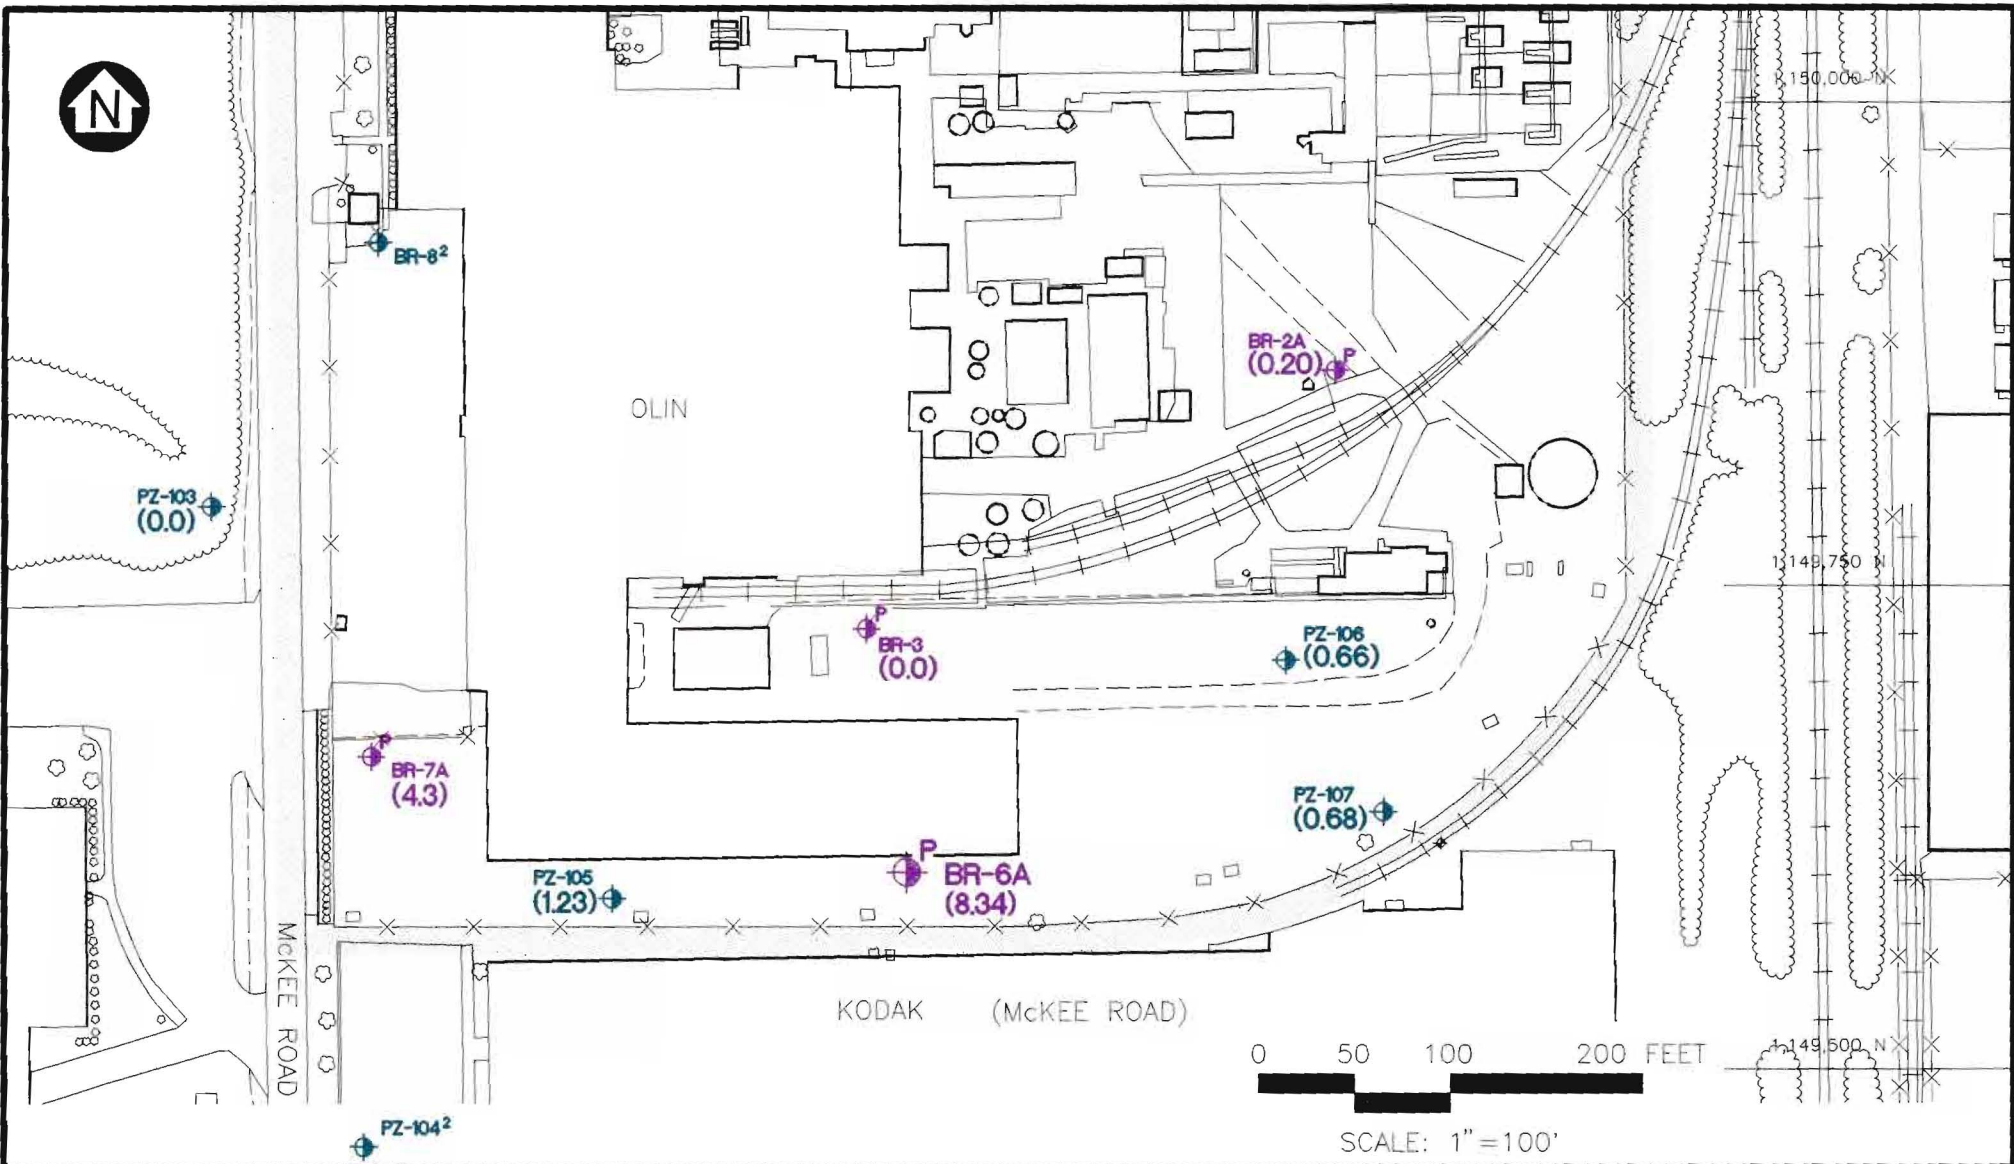 N
1,150,000 N
BR-8²
BR-2A
P
(0.20)
OLIN
PZ-103
(0.0)
1,149,750 N
P
BR-3
(0.0)
PZ-106
(0.66)
P
BR-7A
(4.3)
PZ-107
(0.68)
P
BR-6A
(8.34)
PZ-105
(1.23)
McKEE ROAD
KODAK (McKEE ROAD)
0 50 100 200 FEET
1,149,500 N
SCALE: 1"=100'
PZ-104²